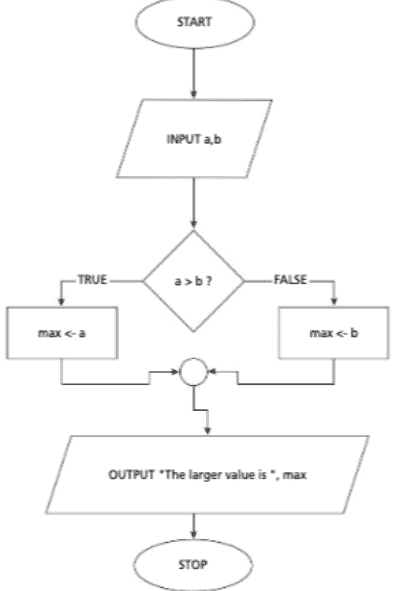 START
INPUT a,b
a > b ?
TRUE
FALSE
max <- a
max <- b
OUTPUT "The larger value is ", max
STOP